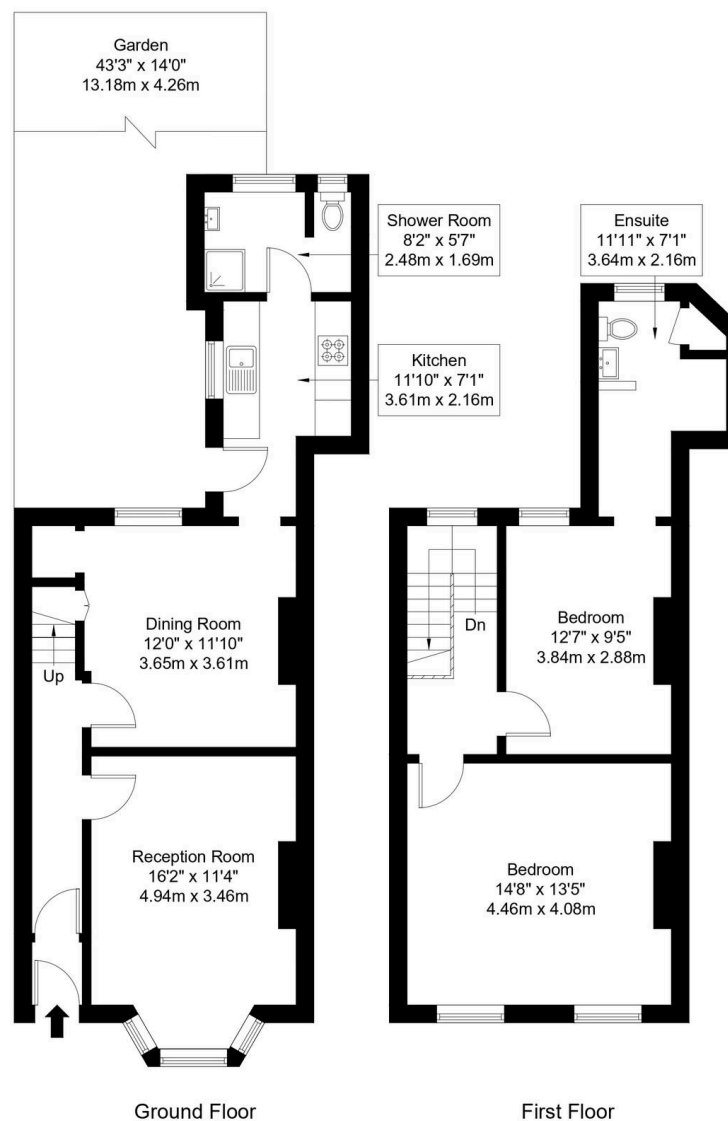 Garden
43'3" x 14'0"
13.18m x 4.26m
Shower Room
8'2" x 5'7"
2.48m x 1.69m
Kitchen
11'10" x 7'1"
3.61m x 2.16m
Dining Room
12'0" x 11'10"
3.65m x 3.61m
Up
Reception Room
16'2" x 11'4"
4.94m x 3.46m
Ground Floor
Ensuite
11'11" x 7'1"
3.64m x 2.16m
Dn
Bedroom
12'7" x 9'5"
3.84m x 2.88m
Bedroom
14'8" x 13'5"
4.46m x 4.08m
First Floor